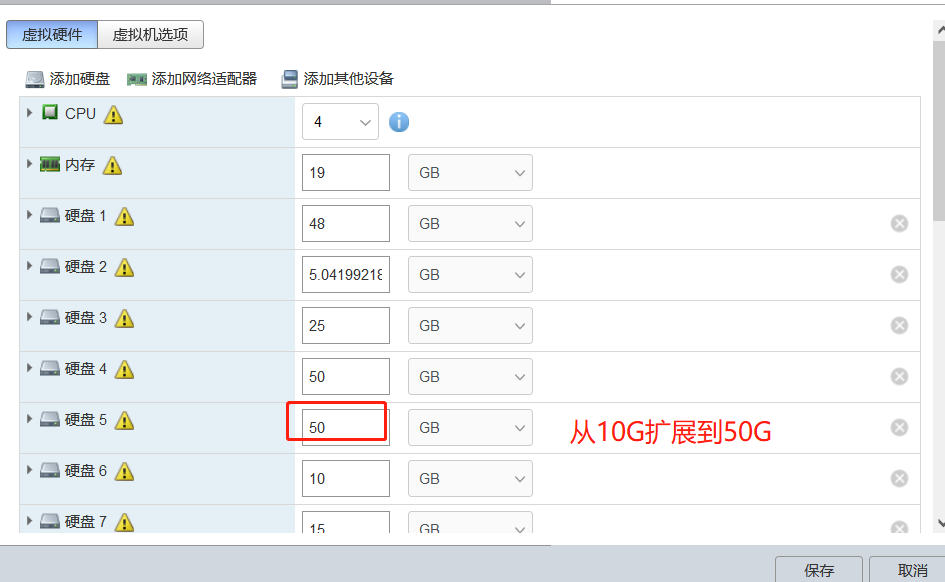 虚拟硬件 虚拟机选项
添加硬盘 添加网络适配器 添加其他设备
CPU 4
内存 19 GB
硬盘 1 48 GB
硬盘 2 5.04199218 GB
硬盘 3 25 GB
硬盘 4 50 GB
硬盘 5 50 GB 从10G扩展到50G
硬盘 6 10 GB
硬盘 7 15 GB
保存 取消